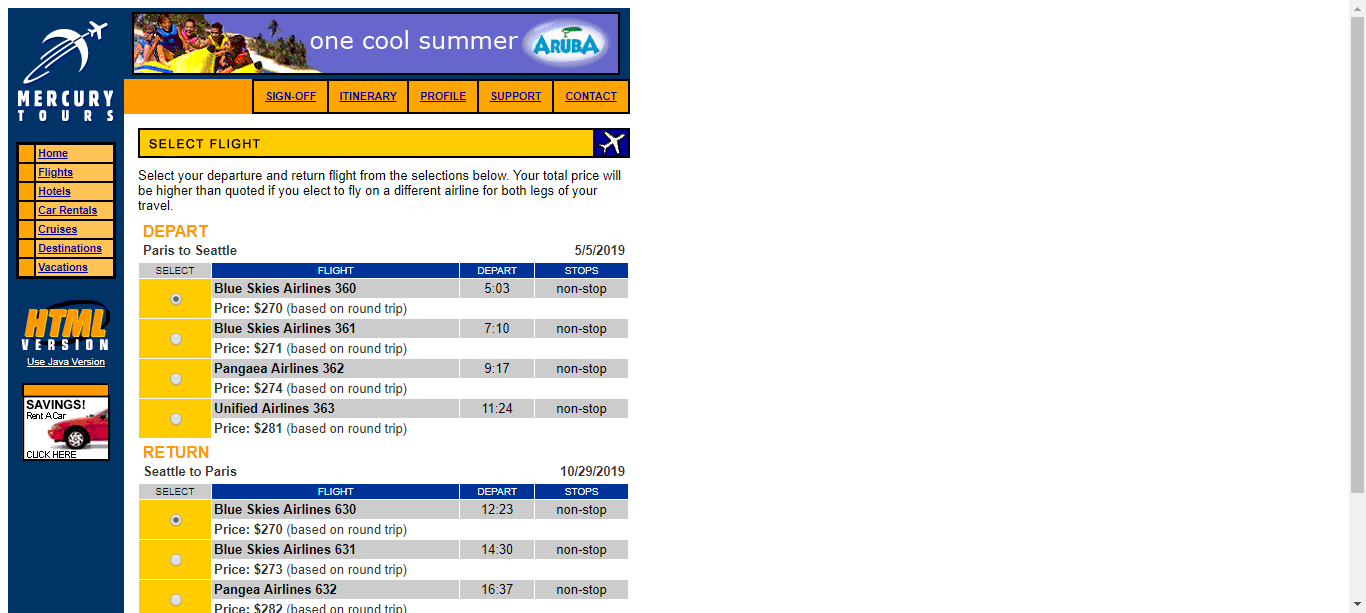 MERCURY
TOURS
one cool summer
ARUBA
SIGN-OFF ITINERARY PROFILE SUPPORT CONTACT
Home
Flights
Hotels
Car Rentals
Cruises
Destinations
Vacations
HTML
VERSION
Use Java Version
SAVINGS!
Rent A Car
CLICK HERE
SELECT FLIGHT
Select your departure and return flight from the selections below. Your total price will
be higher than quoted if you elect to fly on a different airline for both legs of your
travel.
DEPART
Paris to Seattle 5/5/2019
SELECT FLIGHT DEPART STOPS
Blue Skies Airlines 360 5:03 non-stop
Price: $270 (based on round trip)
Blue Skies Airlines 361 7:10 non-stop
Price: $271 (based on round trip)
Pangaea Airlines 362 9:17 non-stop
Price: $274 (based on round trip)
Unified Airlines 363 11:24 non-stop
Price: $281 (based on round trip)
RETURN
Seattle to Paris 10/29/2019
SELECT FLIGHT DEPART STOPS
Blue Skies Airlines 630 12:23 non-stop
Price: $270 (based on round trip)
Blue Skies Airlines 631 14:30 non-stop
Price: $273 (based on round trip)
Pangea Airlines 632 16:37 non-stop
Price: $282 (based on round trip)